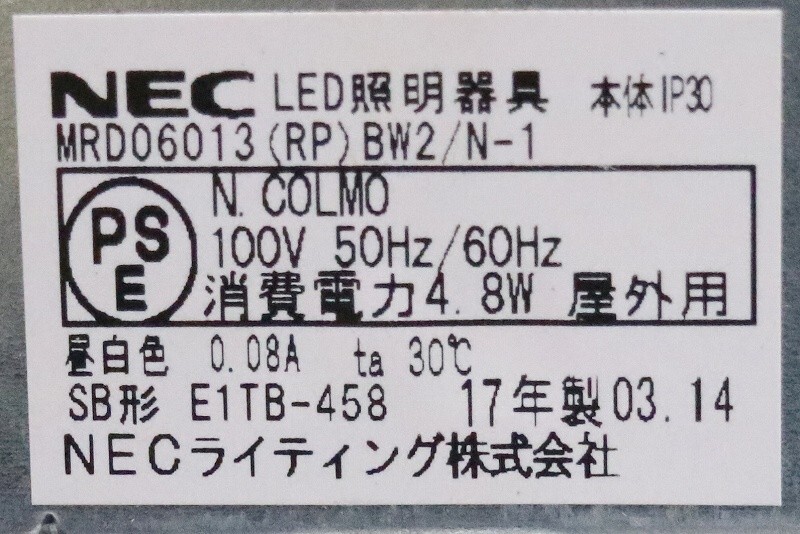 NEC LED照明器具 本体IP30
MRD06013(RP)BW2/N-1
PSE
N.COLMO
100V 50Hz/60Hz
消費電力4.8W 屋外用
昼白色 0.08A ta 30℃
SB形 E1TB-458 17年製03.14
NECライティング株式会社